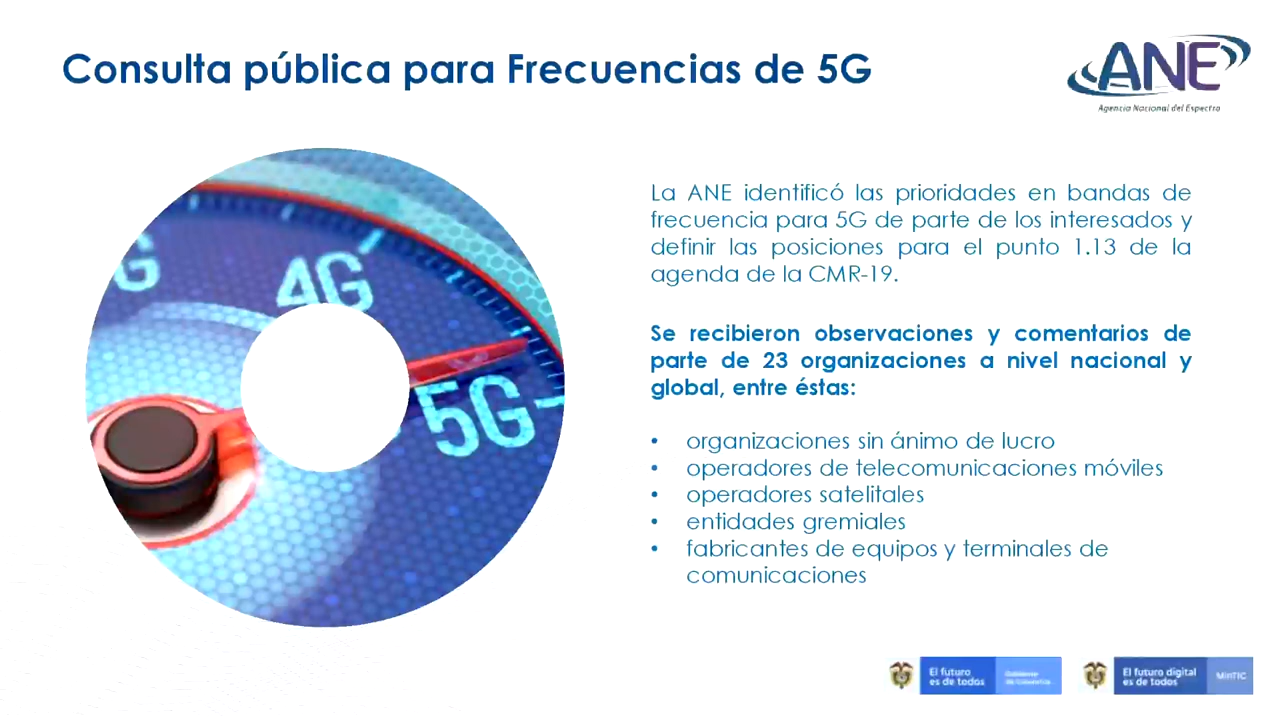 Consulta pública para Frecuencias de 5G
ANE
Agencia Nacional del Espectro
G
4G
5G
La ANE identificó las prioridades en bandas de
frecuencia para 5G de parte de los interesados y
definir las posiciones para el punto 1.13 de la
agenda de la CMR-19.
Se recibieron observaciones y comentarios de
parte de 23 organizaciones a nivel nacional y
global, entre éstas:
• organizaciones sin ánimo de lucro
• operadores de telecomunicaciones móviles
• operadores satelitales
• entidades gremiales
• fabricantes de equipos y terminales de
comunicaciones
El futuro
es de todos
Gobierno
de Colombia
El futuro digital
es de todos
MinTIC